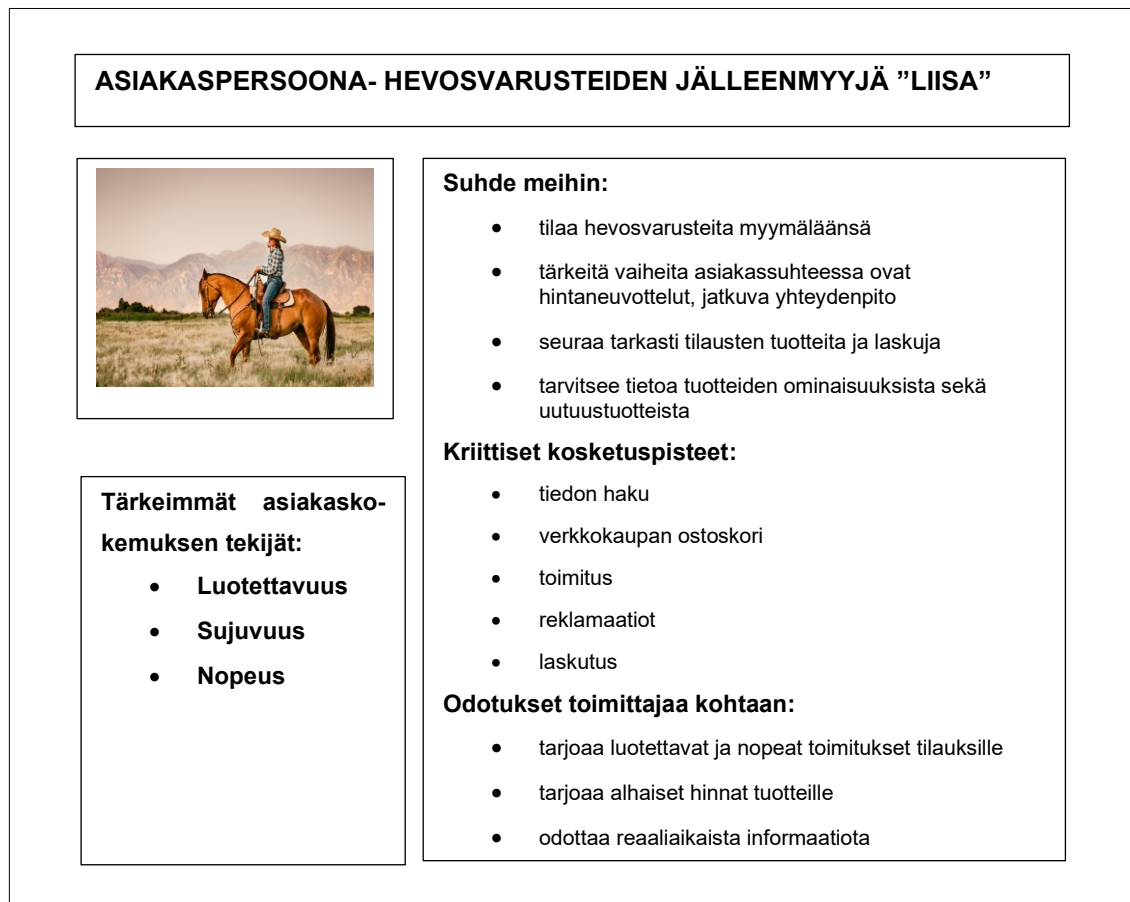 ASIAKASPERSOONA- HEVOSVARUSTEIDEN JÄLLEENMYYJÄ ”LIISA”
Tärkeimmät asiakasko-
kemuksen tekijät:
• Luotettavuus
• Sujuvuus
• Nopeus
Suhde meihin:
• tilaa hevosvarusteita myymäläänsä
• tärkeitä vaiheita asiakassuhteessa ovat
hintaneuvottelut, jatkuva yhteydenpito
• seuraa tarkasti tilausten tuotteita ja laskuja
• tarvitsee tietoa tuotteiden ominaisuuksista sekä
uutuustuotteista
Kriittiset kosketuspisteet:
• tiedon haku
• verkkokaupan ostoskori
• toimitus
• reklamaatiot
• laskutus
Odotukset toimittajaa kohtaan:
• tarjoaa luotettavat ja nopeat toimitukset tilauksille
• tarjoaa alhaiset hinnat tuotteille
• odottaa reaaliaikaista informaatiota